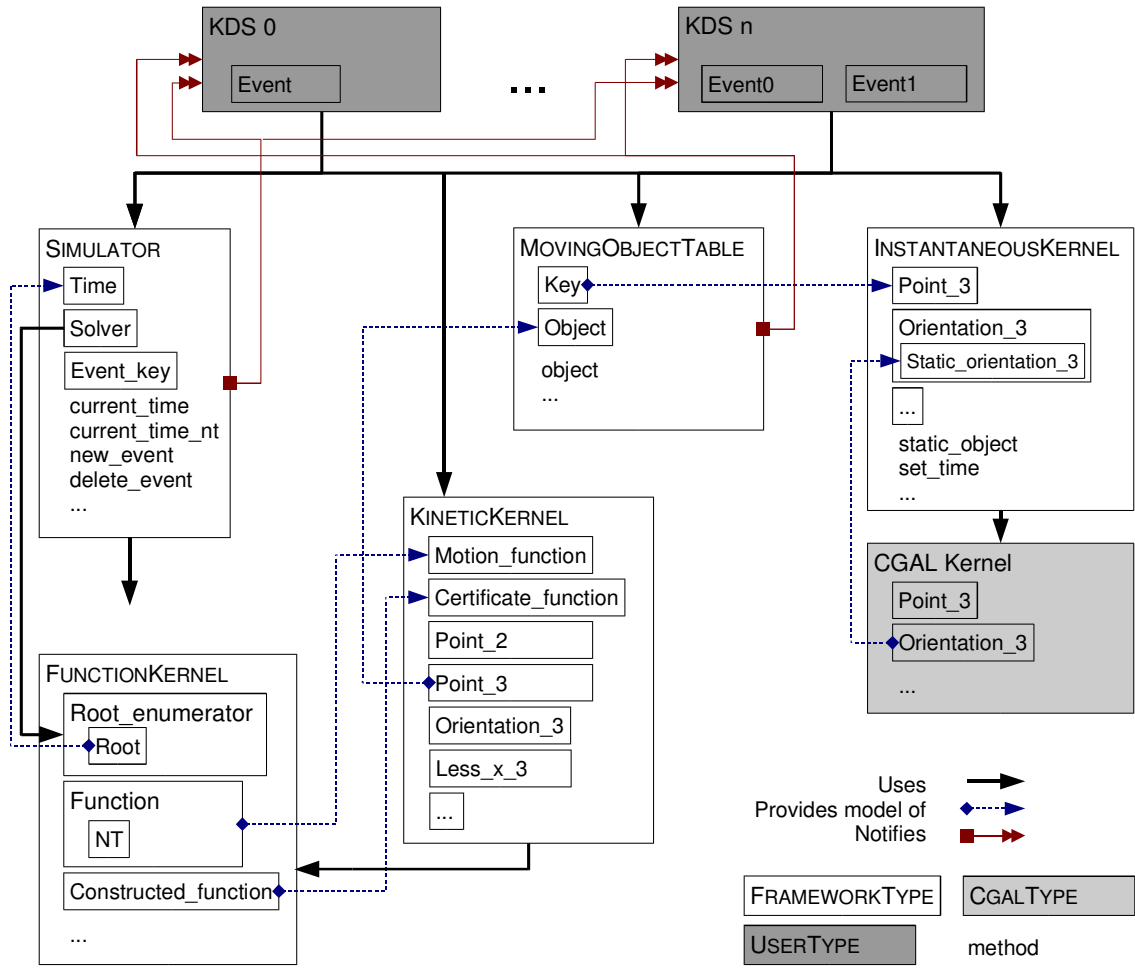 KDS 0
Event
...
KDS n
Event0
Event1
SIMULATOR
Time
Solver
Event_key
current_time
current_time_nt
new_event
delete_event
...
MOVINGOBJECTTABLE
Key
Object
object
...
INSTANTANEOUSKERNEL
Point_3
Orientation_3
Static_orientation_3
...
static_object
set_time
...
KINETICKERNEL
Motion_function
Certificate_function
Point_2
Point_3
Orientation_3
Less_x_3
...
CGAL Kernel
Point_3
Orientation_3
...
FUNCTIONKERNEL
Root_enumerator
Root
Function
NT
Constructed_function
...
Uses
Provides model of
Notifies
FRAMEWORKTYPE
CGALTYPE
USERTYPE
method